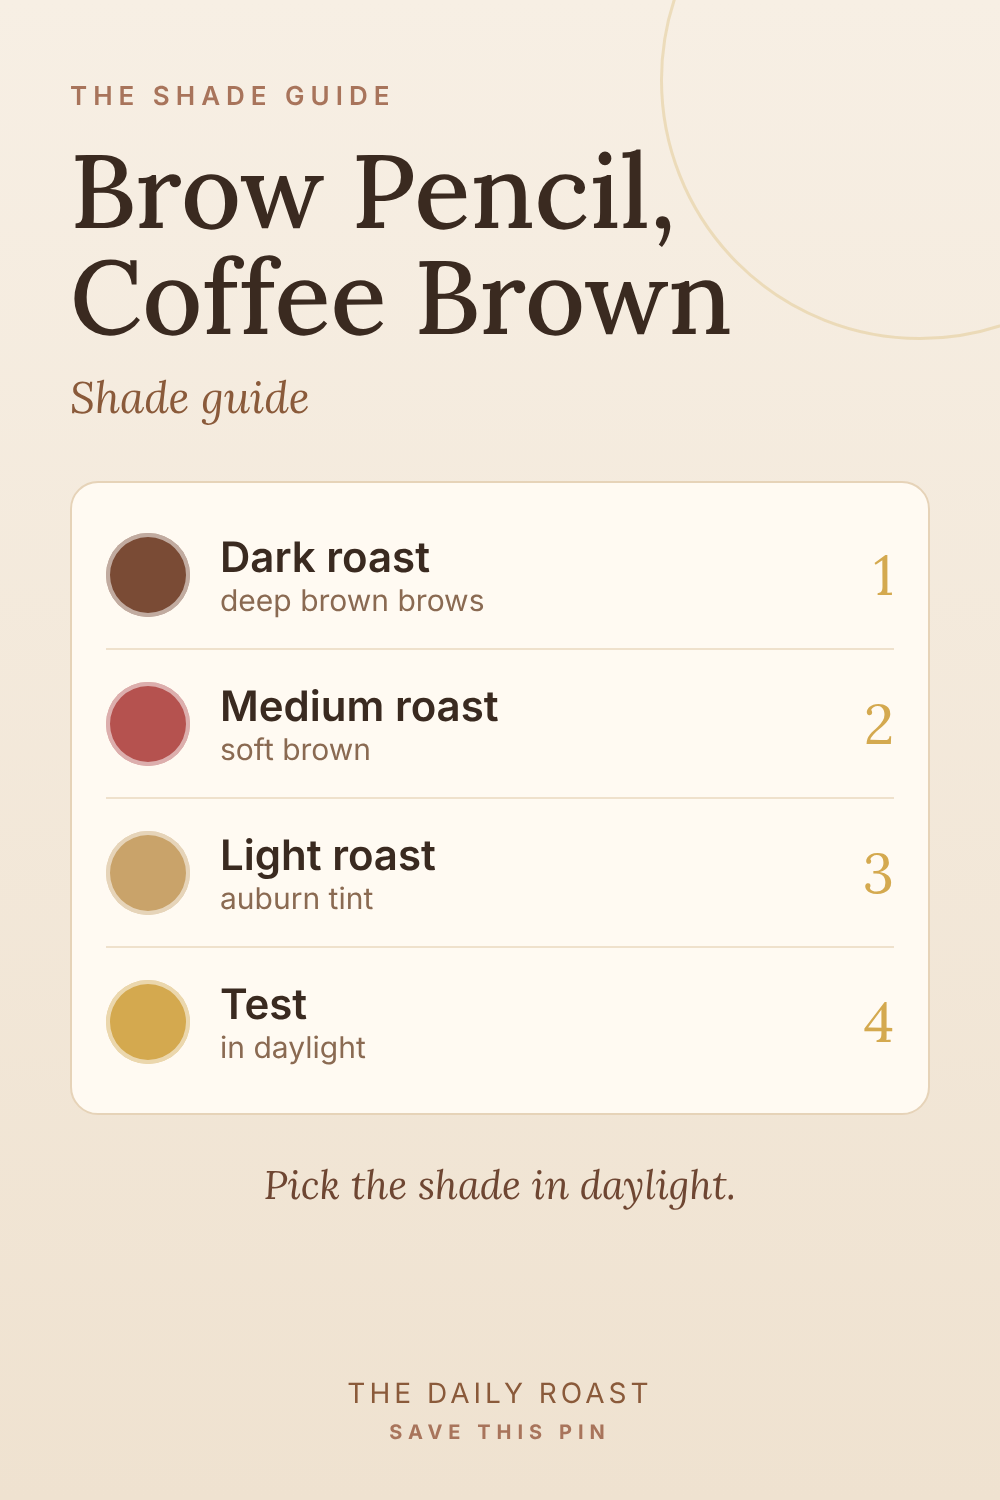 THE SHADE GUIDE
Brow Pencil,
Coffee Brown
Shade guide
Dark roast
deep brown brows
1
Medium roast
soft brown
2
Light roast
auburn tint
3
Test
in daylight
4
Pick the shade in daylight.
THE DAILY ROAST
SAVE THIS PIN